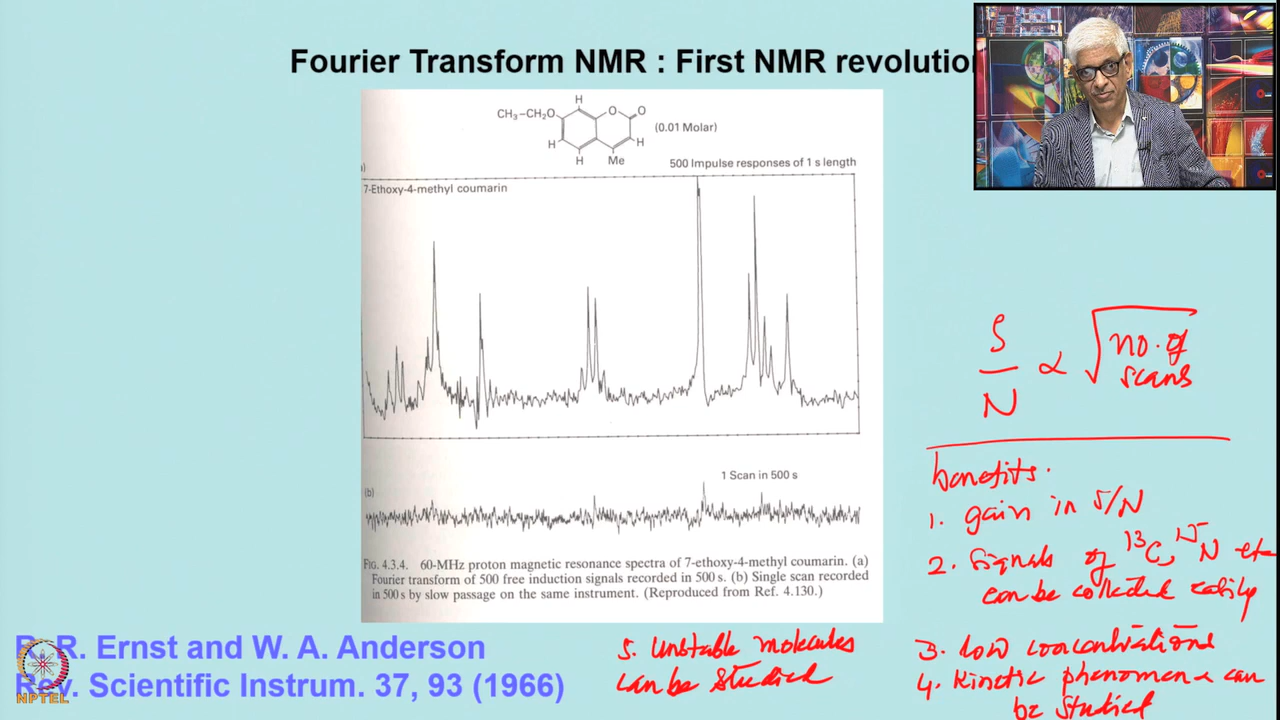 Fourier Transform NMR : First NMR revolution
H
CH₃–CH₂O
O
O
(0.01 Molar)
H
H
H
Me
500 Impulse responses of 1 s length
7-Ethoxy-4-methyl coumarin
1 Scan in 500 s
(b)
FIG. 4.3.4. 60-MHz proton magnetic resonance spectra of 7-ethoxy-4-methyl coumarin. (a)
Fourier transform of 500 free induction signals recorded in 500 s. (b) Single scan recorded
in 500 s by slow passage on the same instrument. (Reproduced from Ref. 4.130.)
S
N
∝ √ no. of
scans
benefits.
1. gain in S/N
2. Signals of ¹³C, ¹⁵N etc
can be collected easily
3. low concentrations
4. Kinetic phenomena can
be studied
5. Unstable molecules
can be studied
R. Ernst and W. A. Anderson
Scientific Instrum. 37, 93 (1966)
NPTEL